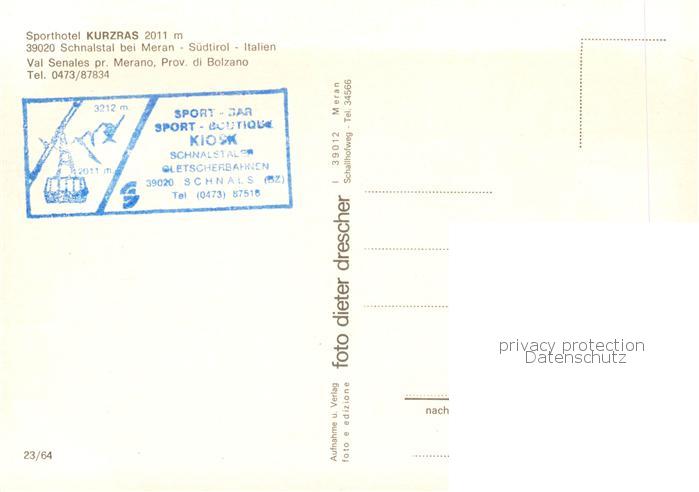 Sporthotel KURZRAS 2011 m
39020 Schnalstal bei Meran - Südtirol - Italien
Val Senales pr. Merano, Prov. di Bolzano
Tel. 0473/87834
3212 m
2011 m
SPORT - BAR
SPORT - BOUTIQUE
KIOSK
SCHNALSTALER
GLETSCHERBAHNEN
39020 SCHNALS (BZ)
Tel (0473) 87516
23/64
Aufnahme u. Verlag
foto e edizione
foto dieter drescher
I 39012 Meran
Schallhofweg - Tel. 34566
privacy protection
Datenschutz
nach